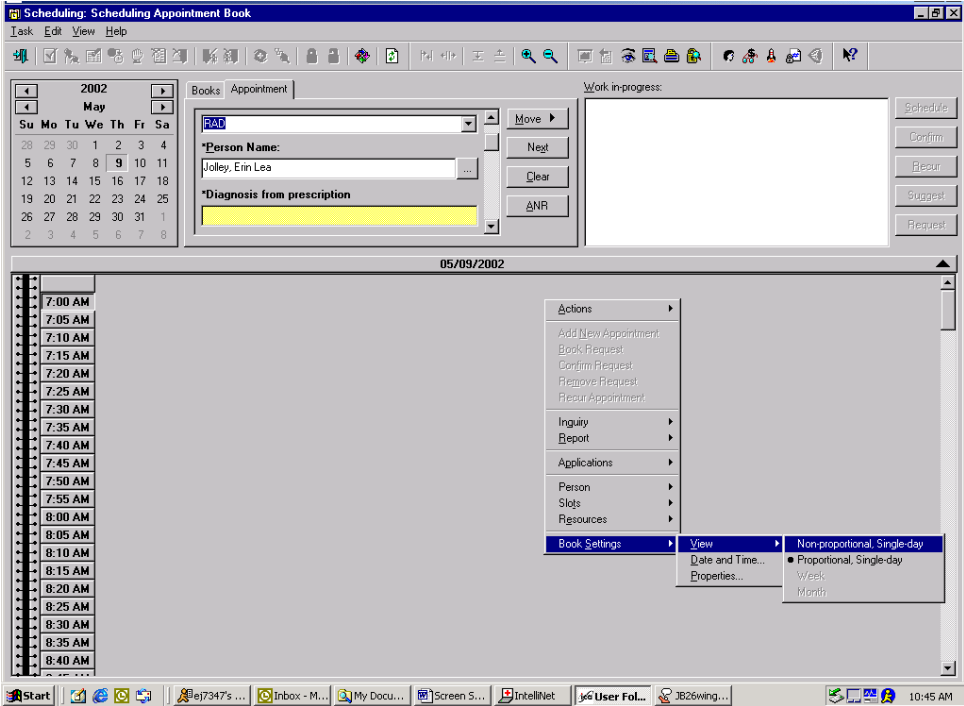 Scheduling: Scheduling Appointment Book
Task Edit View Help
2002
May
Su Mo Tu We Th Fr Sa
28 29 30 1 2 3 4
5 6 7 8 9 10 11
12 13 14 15 16 17 18
19 20 21 22 23 24 25
26 27 28 29 30 31 1
2 3 4 5 6 7 8
Books Appointment
RAD
*Person Name:
Jolley, Erin Lea
...
*Diagnosis from prescription
Move
Next
Clear
ANR
Work in-progress:
Schedule
Confirm
Recur
Suggest
Request
05/09/2002
7:00 AM
7:05 AM
7:10 AM
7:15 AM
7:20 AM
7:25 AM
7:30 AM
7:35 AM
7:40 AM
7:45 AM
7:50 AM
7:55 AM
8:00 AM
8:05 AM
8:10 AM
8:15 AM
8:20 AM
8:25 AM
8:30 AM
8:35 AM
8:40 AM
Actions
Add New Appointment
Book Request
Confirm Request
Remove Request
Recur Appointment
Inquiry
Report
Applications
Person
Slots
Resources
Book Settings
View
Date and Time...
Properties...
Non-proportional, Single-day
Proportional, Single-day
Week
Month
Start ej7347's ... Inbox - M... My Docu... Screen S... IntelliNet User Fol... JB26wing... 10:45 AM